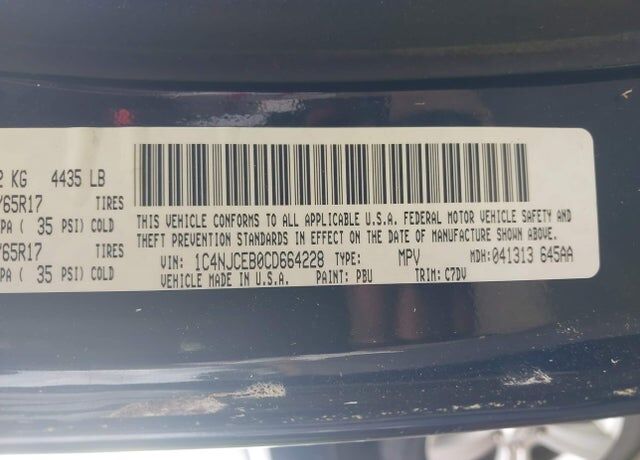 2 KG 4435 LB
/65R17 TIRES
PA ( 35 PSI) COLD
/65R17 TIRES
PA ( 35 PSI) COLD
THIS VEHICLE CONFORMS TO ALL APPLICABLE U.S.A. FEDERAL MOTOR VEHICLE SAFETY AND
THEFT PREVENTION STANDARDS IN EFFECT ON THE DATE OF MANUFACTURE SHOWN ABOVE.
VIN: 1C4NJCEB0CD664228 TYPE: MPV MDH: 041313 645AA
VEHICLE MADE IN U.S.A. PAINT: PBU TRIM: C7DV